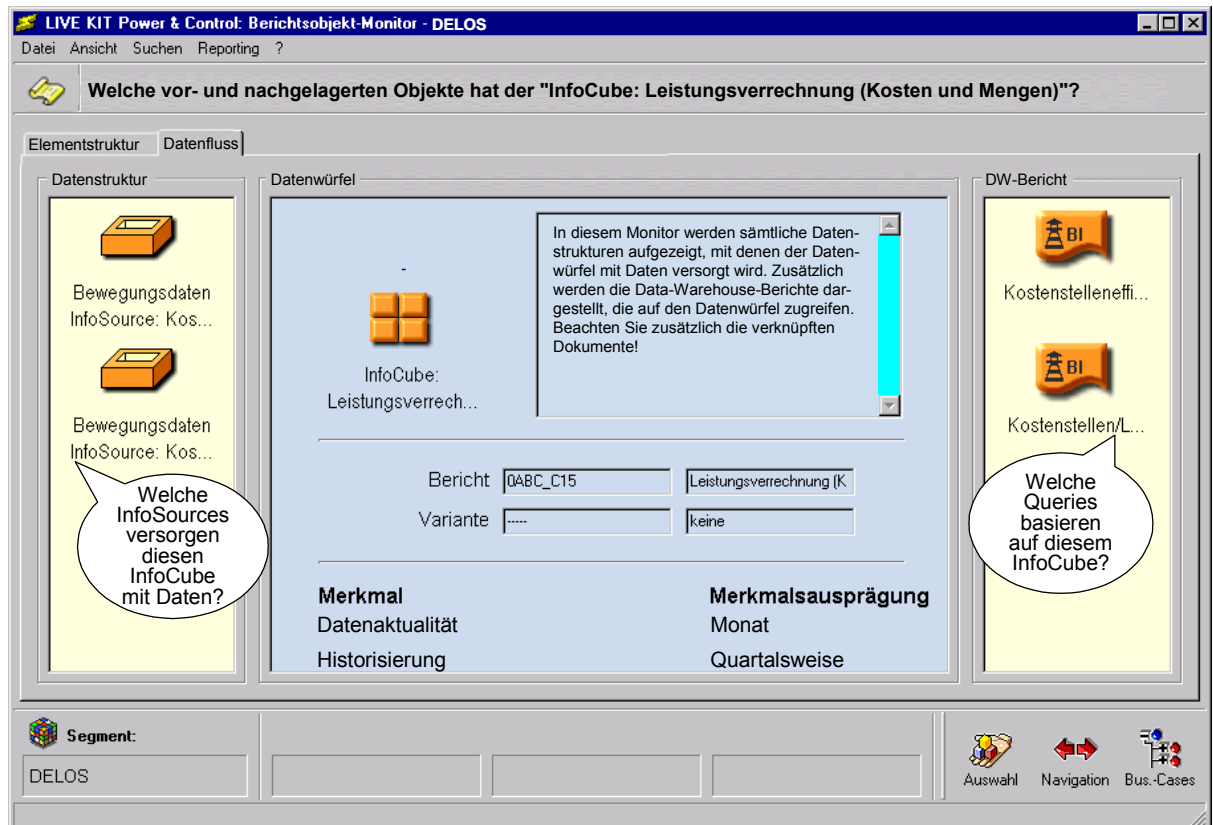 LIVE KIT Power & Control: Berichtsobjekt-Monitor - DELOS
Datei Ansicht Suchen Reporting ?
Welche vor- und nachgelagerten Objekte hat der "InfoCube: Leistungsverrechnung (Kosten und Mengen)"?
Elementstruktur Datenfluss
Datenstruktur
Bewegungsdaten
InfoSource: Kos...
Bewegungsdaten
InfoSource: Kos...
Welche
InfoSources
versorgen
diesen
InfoCube
mit Daten?
Datenwürfel
-
InfoCube:
Leistungsverrech...
In diesem Monitor werden sämtliche Daten-
strukturen aufgezeigt, mit denen der Daten-
würfel mit Daten versorgt wird. Zusätzlich
werden die Data-Warehouse-Berichte dar-
gestellt, die auf den Datenwürfel zugreifen.
Beachten Sie zusätzlich die verknüpften
Dokumente!
Bericht 0ABC_C15 Leistungsverrechnung (K
Variante ----- keine
Merkmal Merkmalsausprägung
Datenaktualität Monat
Historisierung Quartalsweise
DW-Bericht
BI
Kostenstelleneffi...
BI
Kostenstellen/L...
Welche
Queries
basieren
auf diesem
InfoCube?
Segment:
DELOS
Auswahl Navigation Bus.-Cases